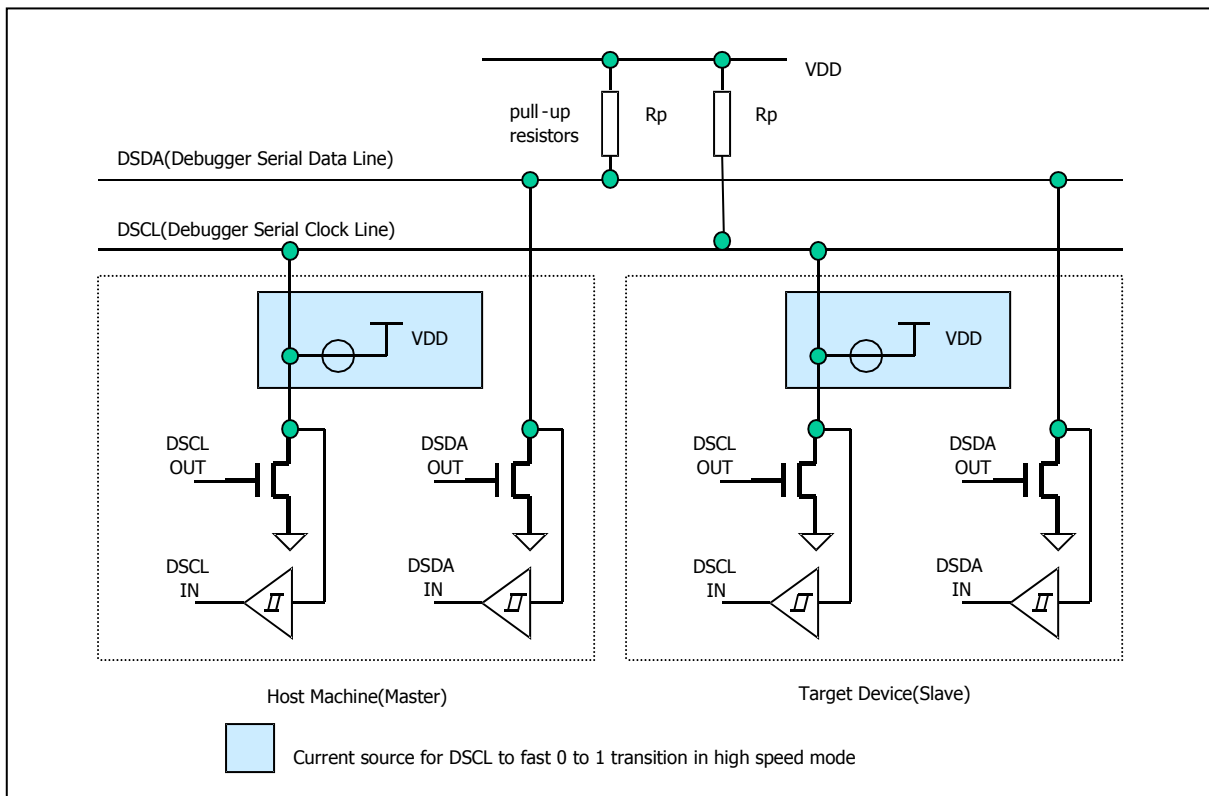 VDD
pull-up
resistors
Rp
Rp
DSDA(Debugger Serial Data Line)
DSCL(Debugger Serial Clock Line)
VDD
VDD
DSCL
OUT
DSDA
OUT
DSCL
OUT
DSDA
OUT
DSCL
IN
DSDA
IN
DSCL
IN
DSDA
IN
Host Machine(Master)
Target Device(Slave)
Current source for DSCL to fast 0 to 1 transition in high speed mode